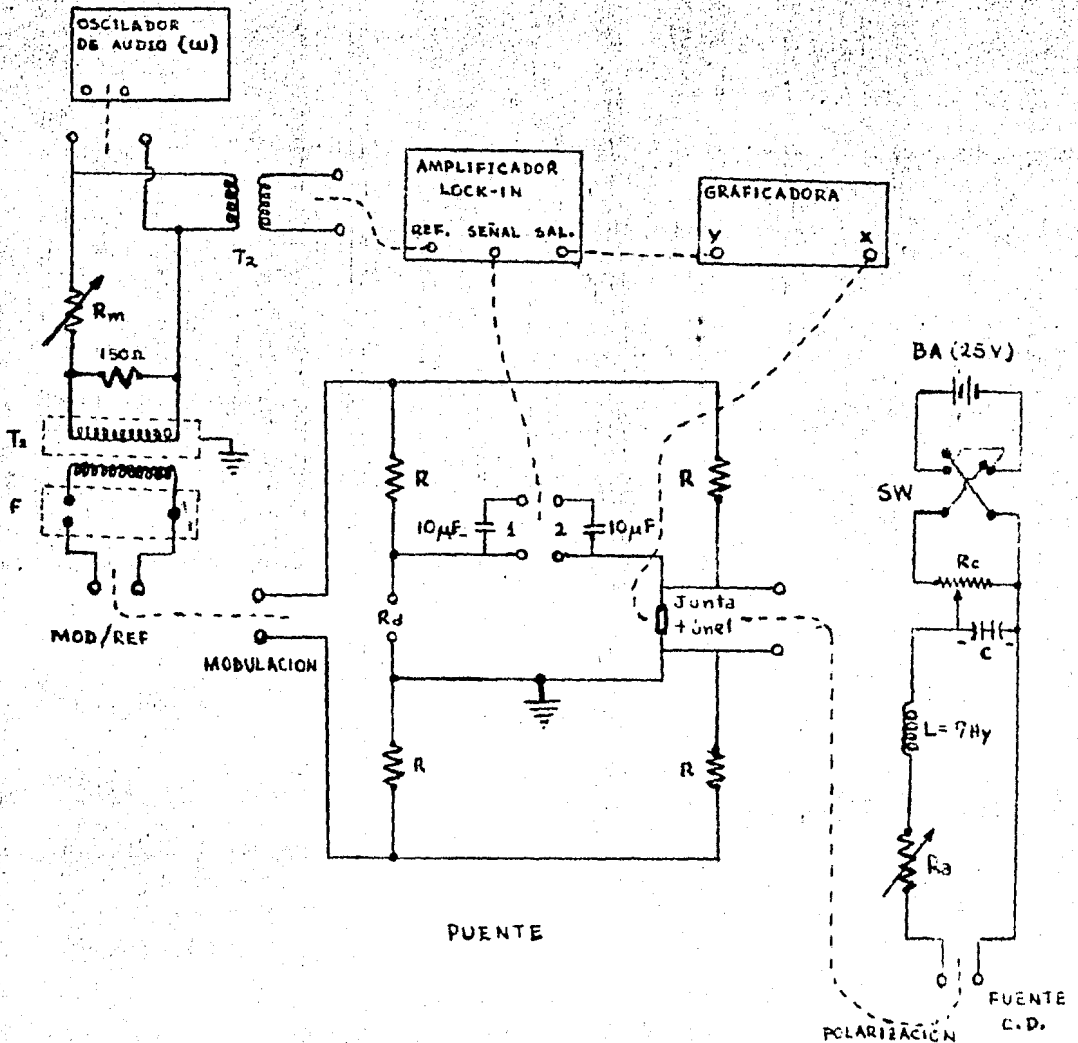 OSCILADOR
DE AUDIO (ω)
AMPLIFICADOR
LOCK-IN
REF. SEÑAL SAL.
GRAFICADORA
Y X
T2
Rm
150Ω
T1
F
MOD/REF
MODULACION
R
R
10μF
1
2
10μF
Rd
Junta
túnel
R
R
PUENTE
BA (25V)
SW
Rc
- C -
L= 7Hy
Ra
FUENTE
C.D.
POLARIZACIÓN